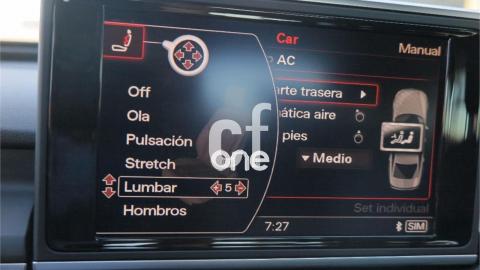 Car
Manual
AC
Off
arte trasera
Ola
ática aire
Pulsación
pies
Stretch
Medio
Lumbar
5
Hombros
Set individual
7:27
SIM
cf
one